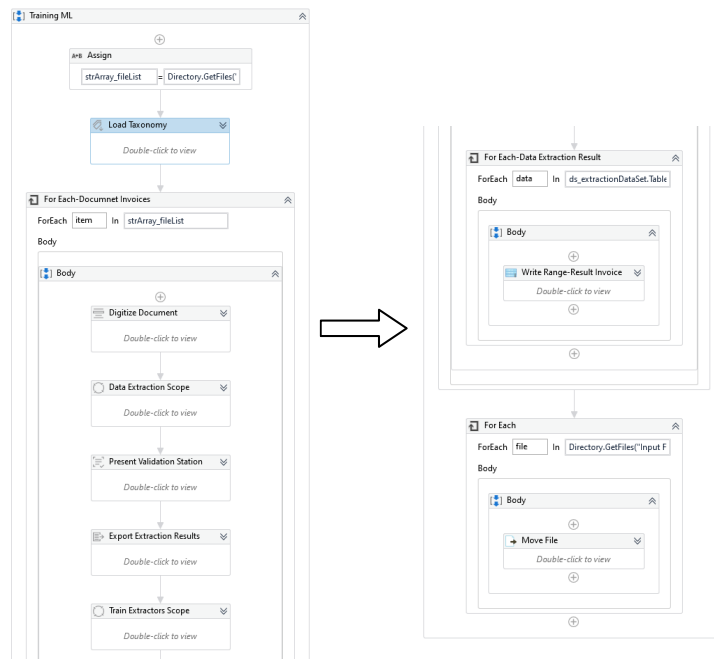 Training ML
A+B Assign
strArray_fileList = Directory.GetFiles("
Load Taxonomy
Double-click to view
For Each-Documnet Invoices
ForEach item In strArray_fileList
Body
Body
Digitize Document
Double-click to view
Data Extraction Scope
Double-click to view
Present Validation Station
Double-click to view
Export Extraction Results
Double-click to view
Train Extractors Scope
Double-click to view
For Each-Data Extraction Result
ForEach data In ds_extractionDataSet.Table
Body
Body
Write Range-Result Invoice
Double-click to view
For Each
ForEach file In Directory.GetFiles("Input F
Body
Body
Move File
Double-click to view